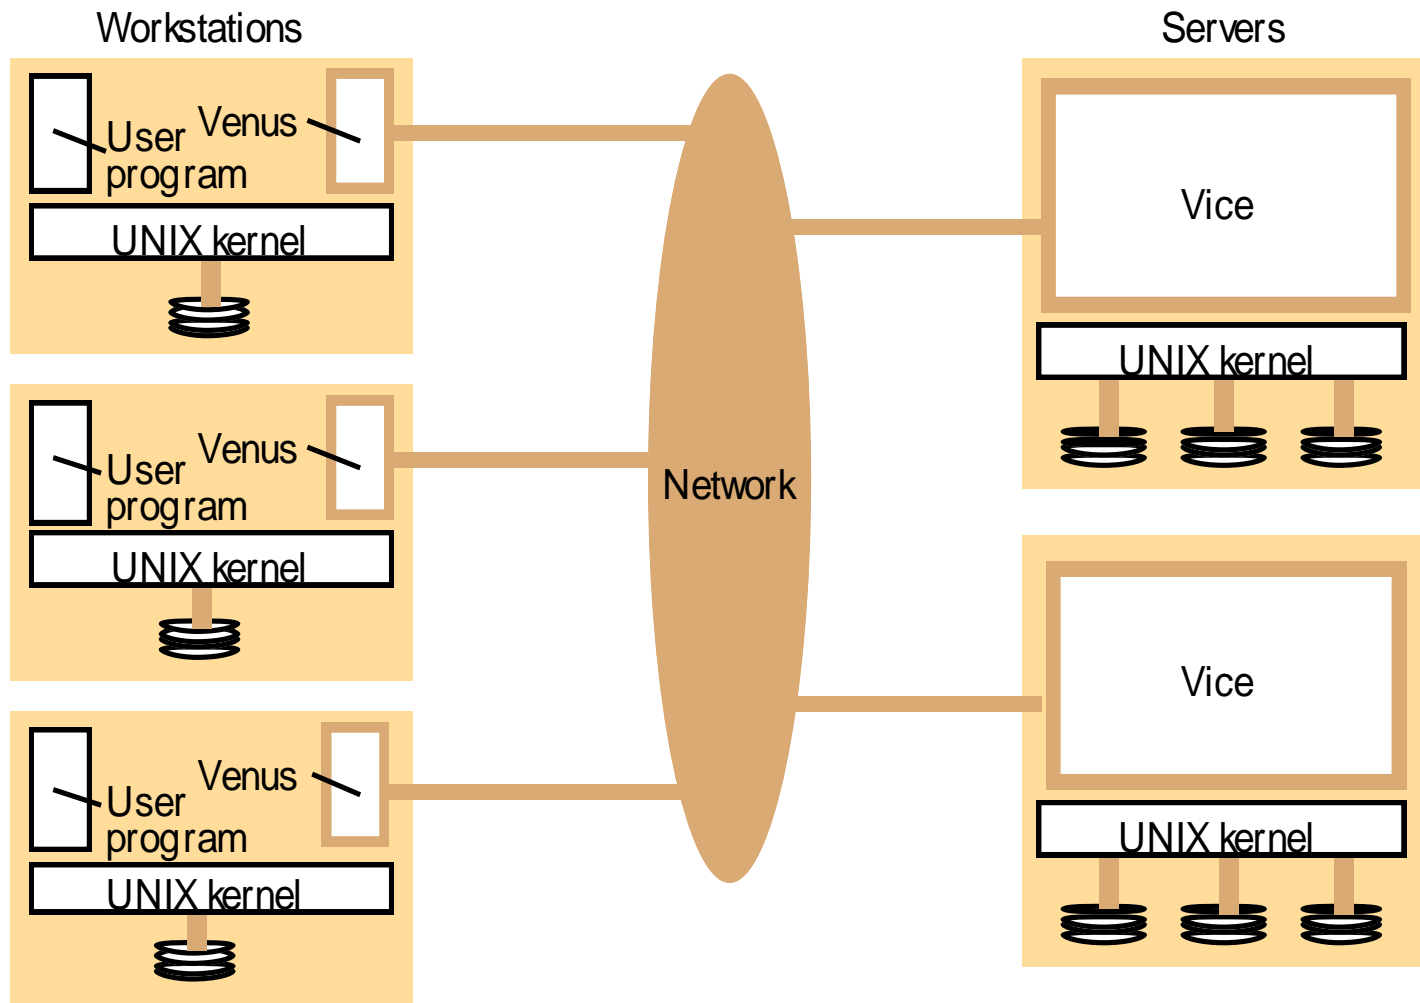 Workstations
Servers
User
program
Venus
UNIX kernel
User
program
Venus
UNIX kernel
User
program
Venus
UNIX kernel
Network
Vice
UNIX kernel
Vice
UNIX kernel